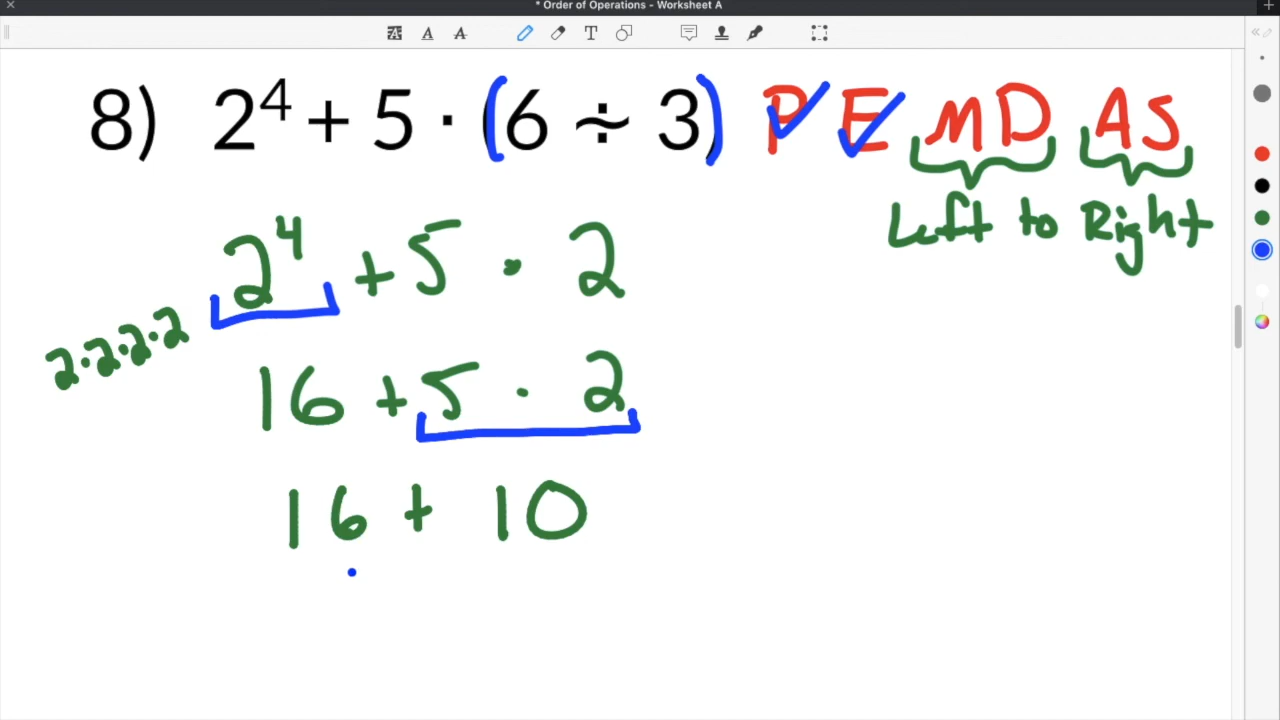 * Order of Operations - Worksheet A
8) 2⁴ + 5 · (6 ÷ 3) P E M D A S
Left to Right
2⁴ + 5 · 2
2·2·2·2
16 + 5 · 2
16 + 10